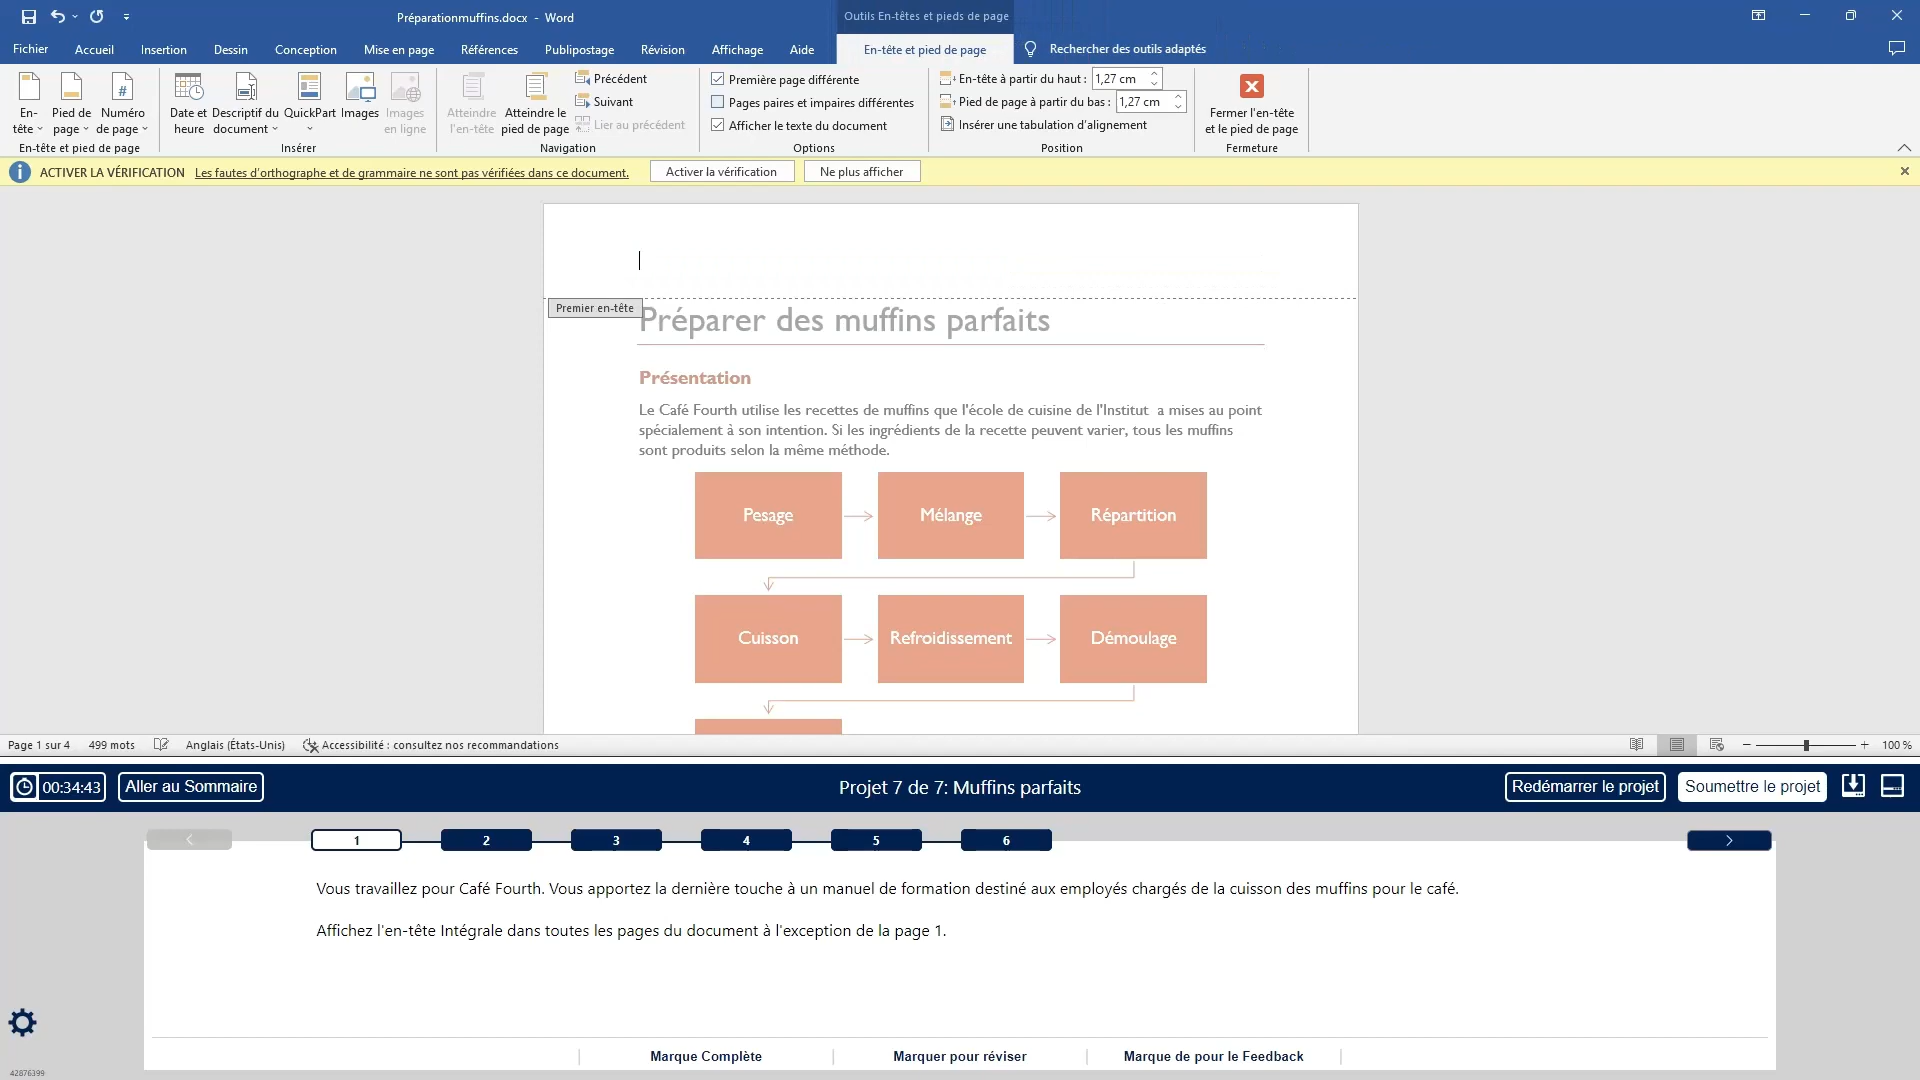 Préparationmuffins.docx - Word
Outils En-têtes et pieds de page
Fichier Accueil Insertion Dessin Conception Mise en page Références Publipostage Révision Affichage Aide En-tête et pied de page Rechercher des outils adaptés
En-tête
Pied de page
Numéro de page
En-tête et pied de page
Date et heure
Descriptif du document
QuickPart
Images
Images en ligne
Insérer
Atteindre l'en-tête
Atteindre le pied de page
Précédent
Suivant
Lier au précédent
Navigation
Première page différente
Pages paires et impaires différentes
Afficher le texte du document
Options
En-tête à partir du haut : 1,27 cm
Pied de page à partir du bas : 1,27 cm
Insérer une tabulation d'alignement
Position
Fermer l'en-tête et le pied de page
Fermeture
ACTIVER LA VÉRIFICATION Les fautes d'orthographe et de grammaire ne sont pas vérifiées dans ce document. Activer la vérification Ne plus afficher
Premier en-tête
Préparer des muffins parfaits
Présentation
Le Café Fourth utilise les recettes de muffins que l'école de cuisine de l'Institut a mises au point
spécialement à son intention. Si les ingrédients de la recette peuvent varier, tous les muffins
sont produits selon la même méthode.
Pesage Mélange Répartition
Cuisson Refroidissement Démoulage
Page 1 sur 4 499 mots Anglais (États-Unis) Accessibilité : consultez nos recommandations 100 %
00:34:43 Aller au Sommaire Projet 7 de 7: Muffins parfaits Redémarrer le projet Soumettre le projet
1 2 3 4 5 6
Vous travaillez pour Café Fourth. Vous apportez la dernière touche à un manuel de formation destiné aux employés chargés de la cuisson des muffins pour le café.
Affichez l'en-tête Intégrale dans toutes les pages du document à l'exception de la page 1.
Marque Complète Marquer pour réviser Marque de pour le Feedback
42876399